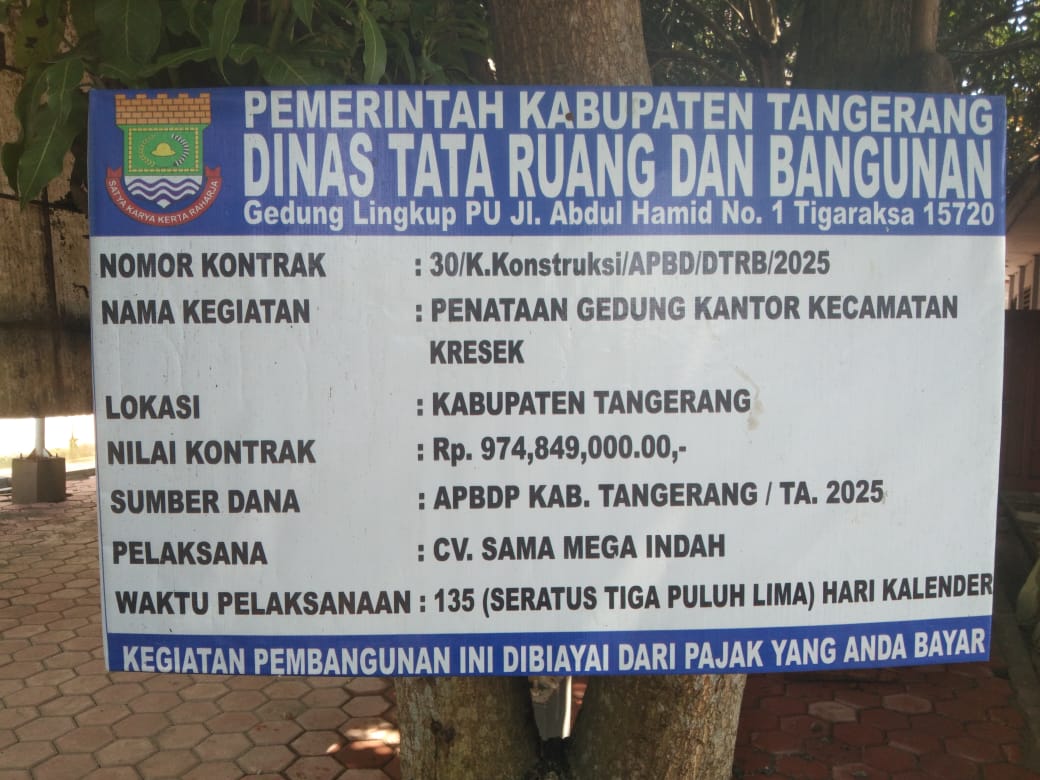 PEMERINTAH KABUPATEN TANGERANG
DINAS TATA RUANG DAN BANGUNAN
Gedung Lingkup PU Jl. Abdul Hamid No. 1 Tigaraksa 15720
SATYA KARYA KERTA RAHARJA
NOMOR KONTRAK : 30/K.Konstruksi/APBD/DTRB/2025
NAMA KEGIATAN : PENATAAN GEDUNG KANTOR KECAMATAN
KRESEK
LOKASI : KABUPATEN TANGERANG
NILAI KONTRAK : Rp. 974,849,000.00,-
SUMBER DANA : APBDP KAB. TANGERANG / TA. 2025
PELAKSANA : CV. SAMA MEGA INDAH
WAKTU PELAKSANAAN : 135 (SERATUS TIGA PULUH LIMA) HARI KALENDER
KEGIATAN PEMBANGUNAN INI DIBIAYAI DARI PAJAK YANG ANDA BAYAR